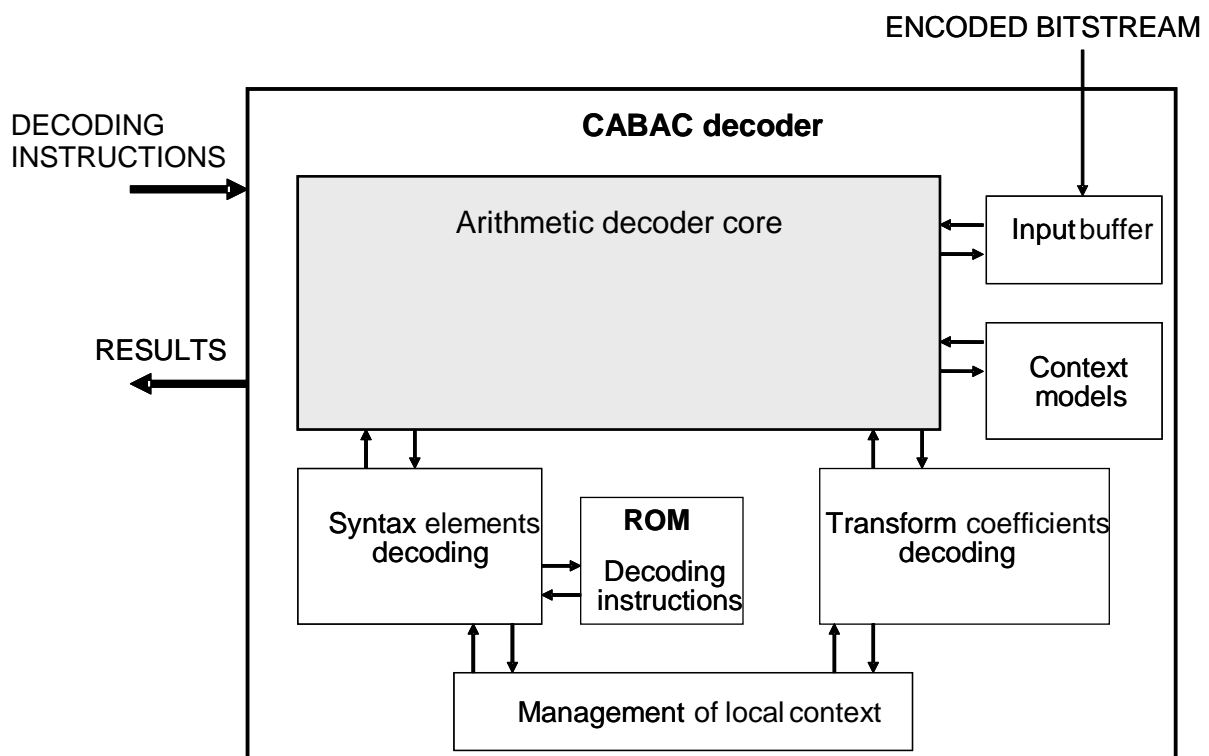 ENCODED BITSTREAM
DECODING
INSTRUCTIONS
CABAC decoder
Arithmetic decoder core
Input buffer
RESULTS
Context
models
Syntax elements
decoding
ROM
Decoding
instructions
Transform coefficients
decoding
Management of local context